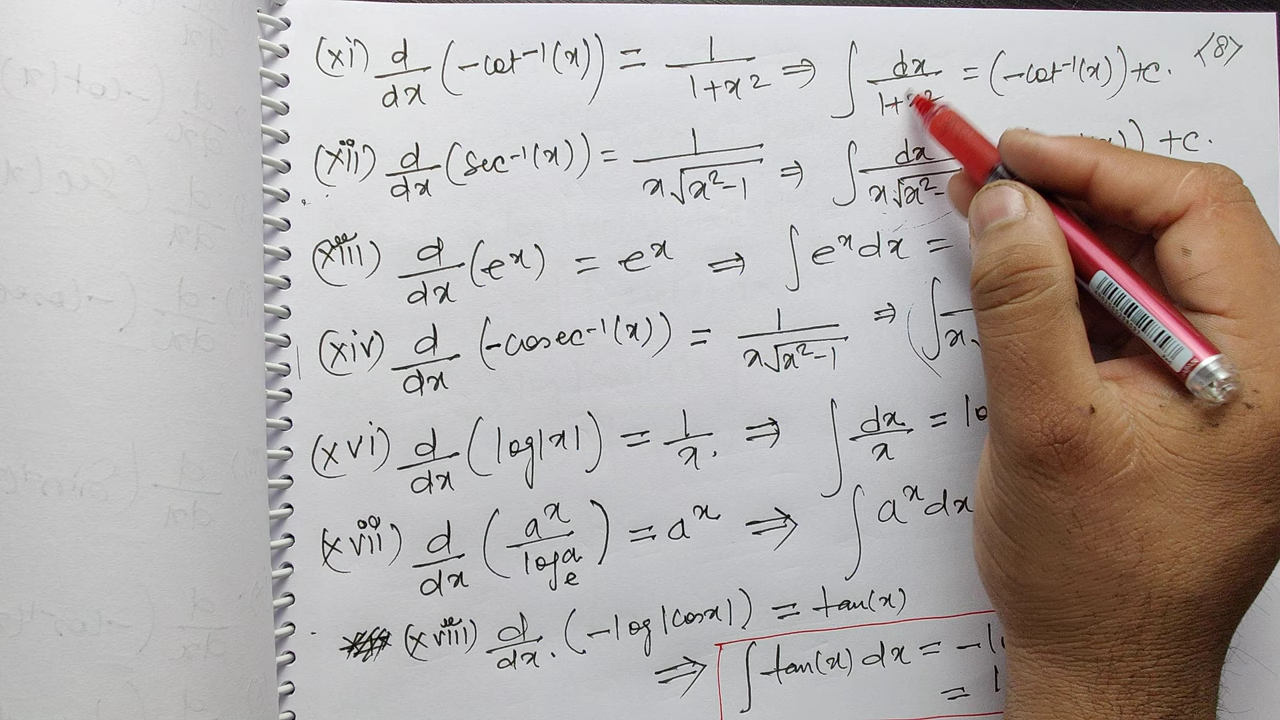 (xi) d/dx (-cot⁻¹(x)) = 1/(1+x²) ⇒ ∫ dx/(1+x²) = (-cot⁻¹(x)) + c. <8>
(xii) d/dx (sec⁻¹(x)) = 1/(x√(x²-1)) ⇒ ∫ dx/(x√(x²- ) + c.
(xiii) d/dx (eˣ) = eˣ ⇒ ∫ eˣ dx =
(xiv) d/dx (-cosec⁻¹(x)) = 1/(x√(x²-1)) ⇒ (∫
(xvi) d/dx (log|x|) = 1/x. ⇒ ∫ dx/x =
(xvii) d/dx (aˣ/logₑa) = aˣ ⇒ ∫ aˣ dx
(xviii) d/dx. (-log|cosx|) = tan(x)
⇒ ∫ tan(x) dx = -
=